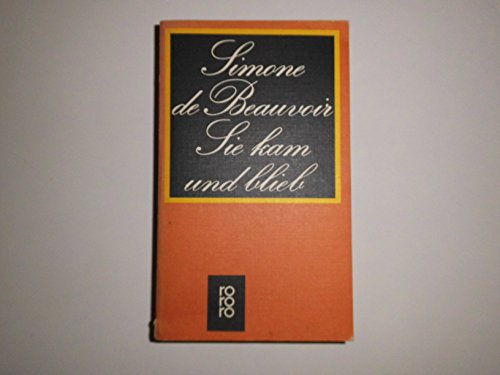 Simone
de Beauvoir
Sie kam
und blieb
ro
ro
ro